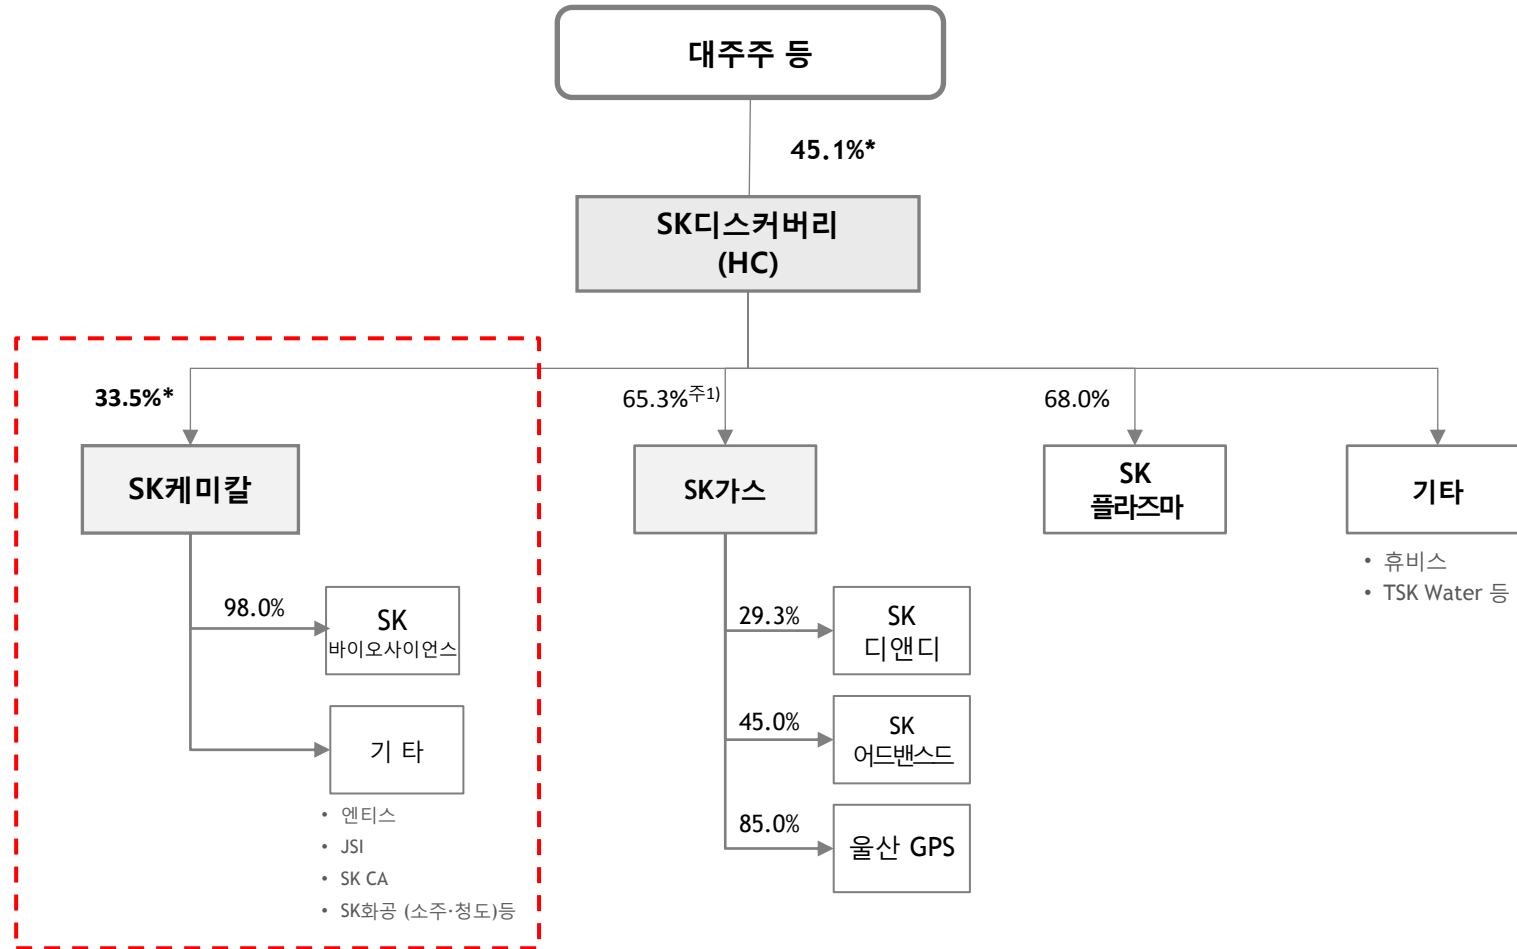 대주주 등
45.1%*
SK디스커버리
(HC)
33.5%*
65.3%주1)
68.0%
SK케미칼
SK가스
SK
플라즈마
기타
• 휴비스
• TSK Water 등
98.0%
SK
바이오사이언스
기 타
• 엔티스
• JSI
• SK CA
• SK화공 (소주·청도)등
29.3%
SK
디앤디
45.0%
SK
어드밴스드
85.0%
울산 GPS